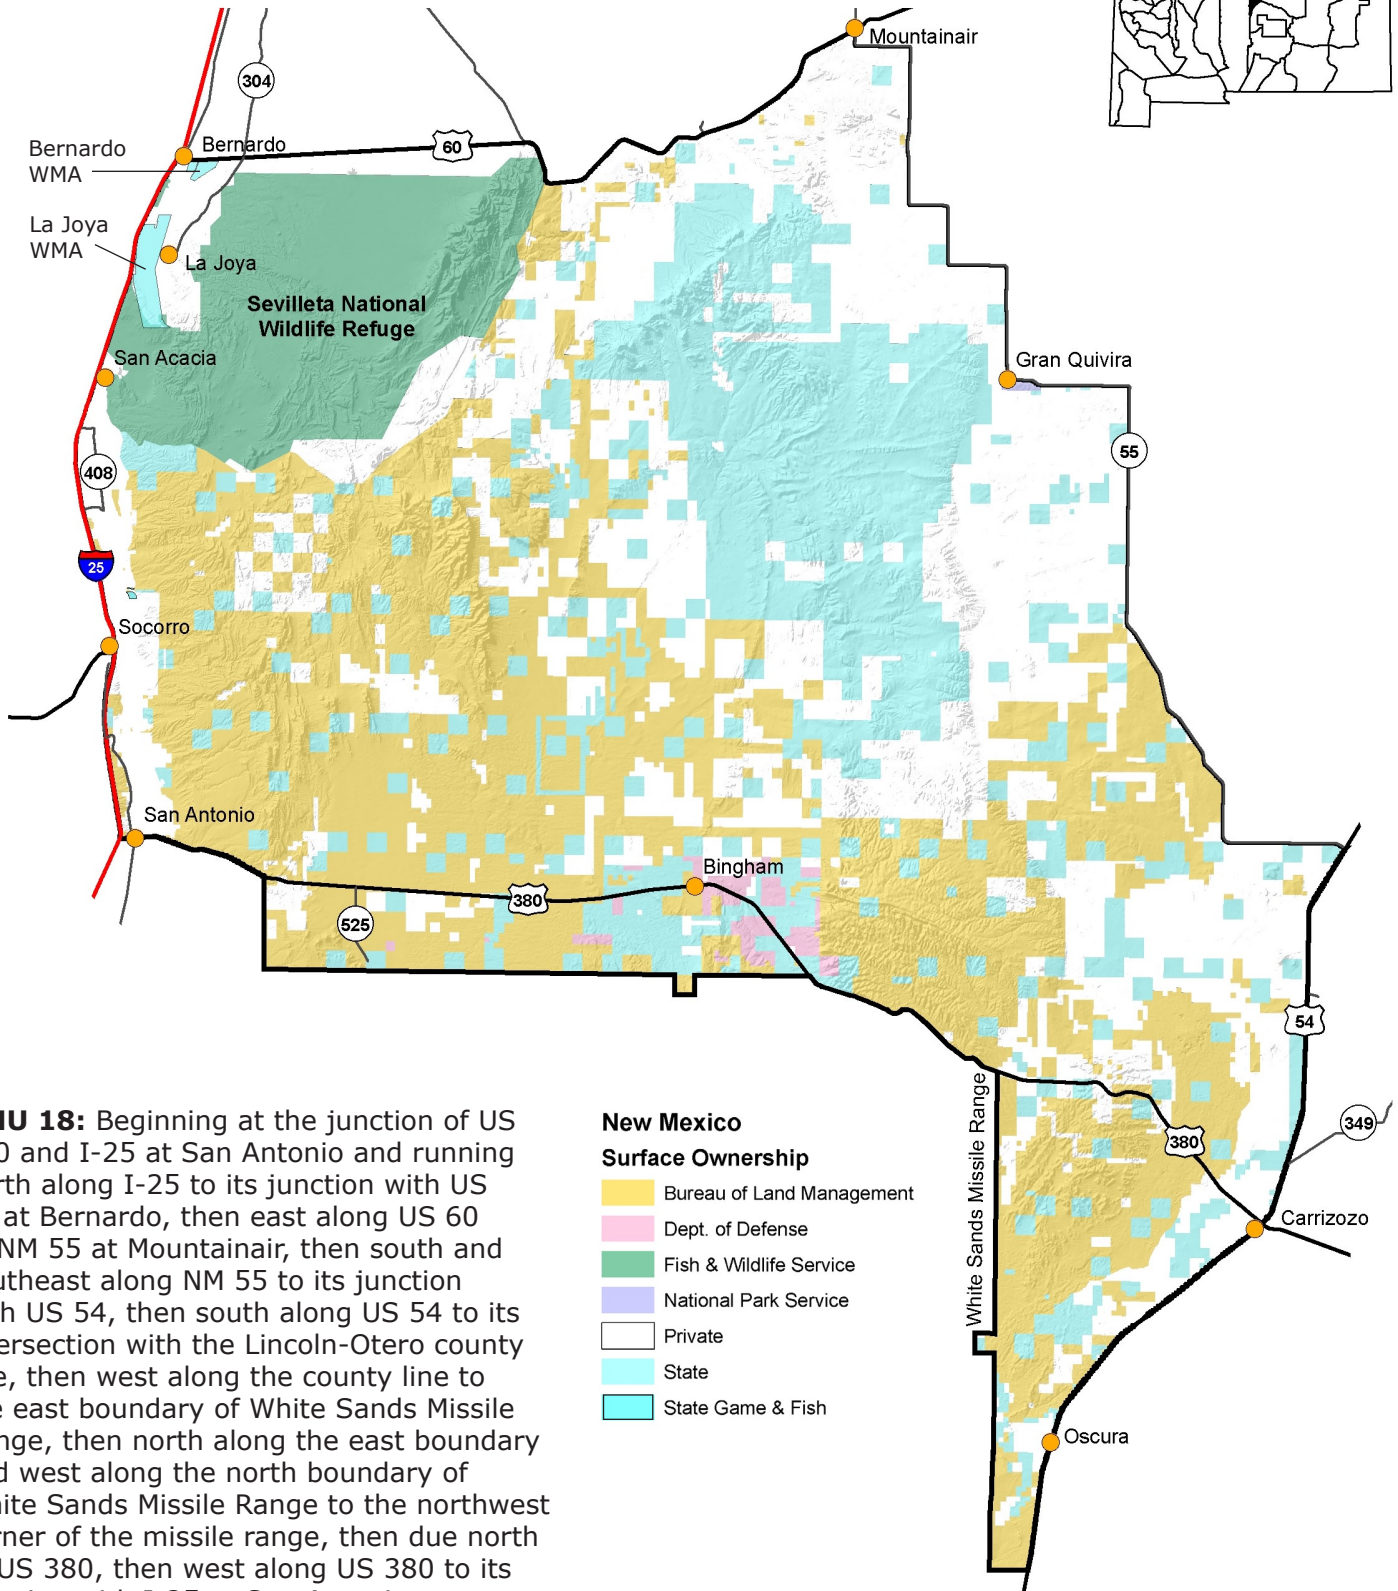 Mountainair
304
Bernardo
60
Bernardo
WMA
La Joya
WMA
La Joya
Sevilleta National
Wildlife Refuge
San Acacia
Gran Quivira
55
408
25
Socorro
San Antonio
Bingham
380
525
54
White Sands Missile Range
349
380
Carrizozo
Oscura
18: Beginning at the junction of US
and I-25 at San Antonio and running
along I-25 to its junction with US
at Bernardo, then east along US 60
NM 55 at Mountainair, then south and
along NM 55 to its junction
US 54, then south along US 54 to its
with the Lincoln-Otero county
then west along the county line to
east boundary of White Sands Missile
then north along the east boundary
west along the north boundary of
Sands Missile Range to the northwest
of the missile range, then due north
US 380, then west along US 380 to its
New Mexico
Surface Ownership
Bureau of Land Management
Dept. of Defense
Fish & Wildlife Service
National Park Service
Private
State
State Game & Fish